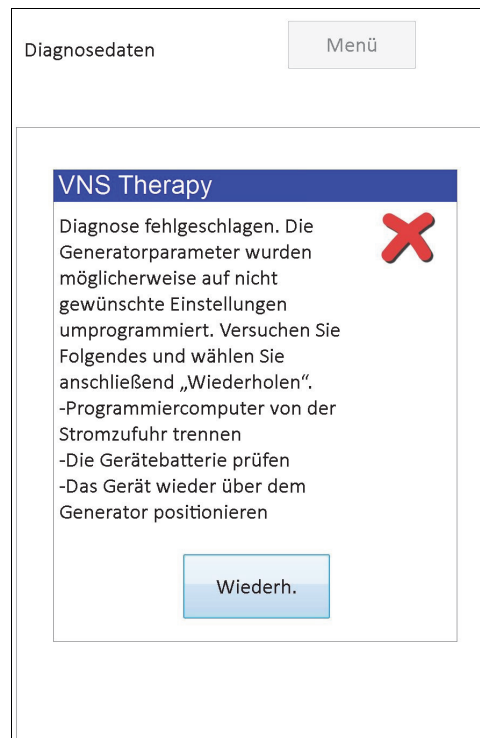 Diagnosedaten
Menü
VNS Therapy
Diagnose fehlgeschlagen. Die
Generatorparameter wurden
möglicherweise auf nicht
gewünschte Einstellungen
umprogrammiert. Versuchen Sie
Folgendes und wählen Sie
anschließend „Wiederholen“.
-Programmiercomputer von der
Stromzufuhr trennen
-Die Gerätebatterie prüfen
-Das Gerät wieder über dem
Generator positionieren
Wiederh.